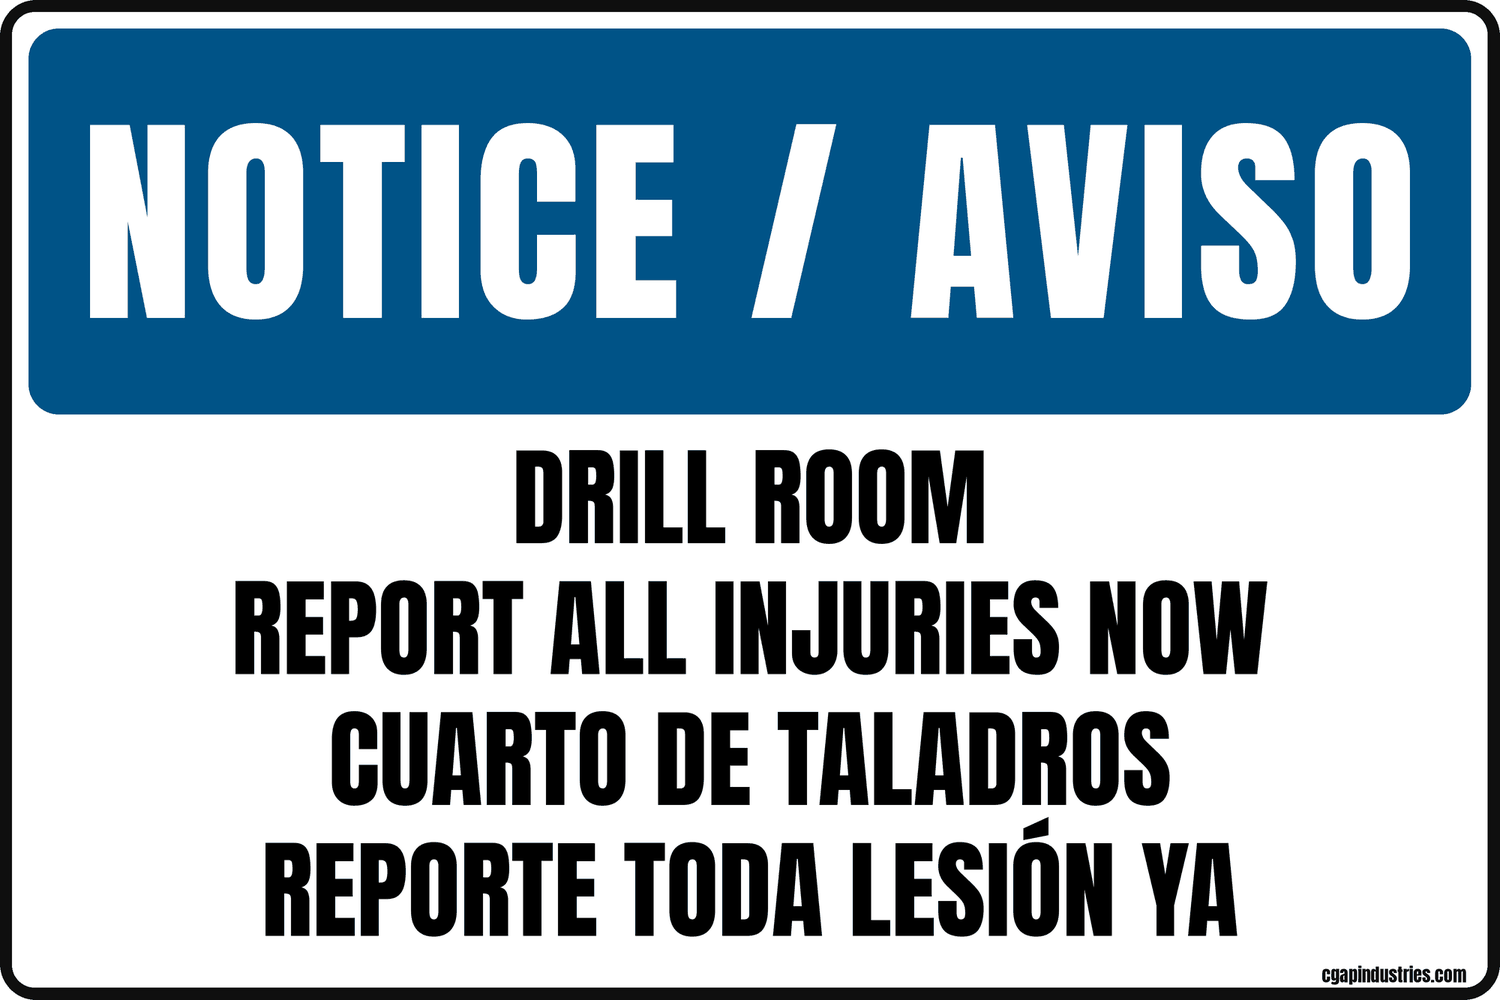 NOTICE / AVISO
DRILL ROOM
REPORT ALL INJURIES NOW
CUARTO DE TALADROS
REPORTE TODA LESIÓN YA
cgapindustries.com